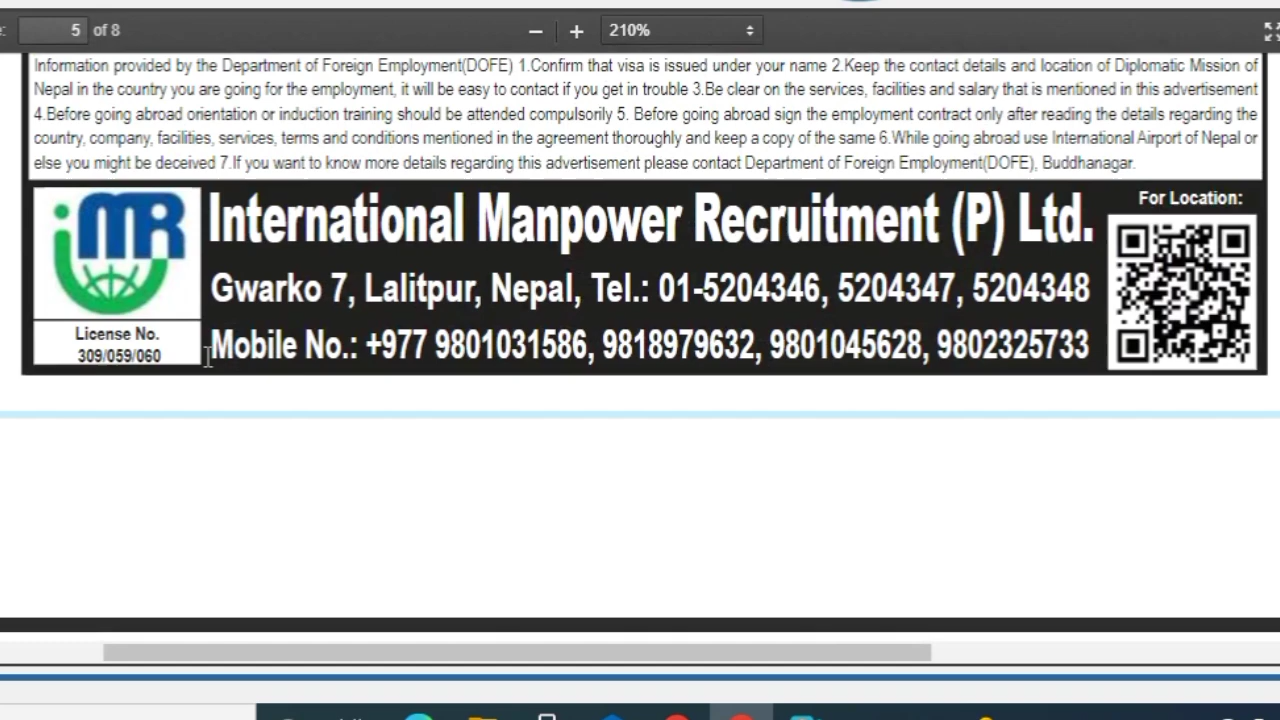 5 of 8
210%
Information provided by the Department of Foreign Employment(DOFE) 1.Confirm that visa is issued under your name 2.Keep the contact details and location of Diplomatic Mission of
Nepal in the country you are going for the employment, it will be easy to contact if you get in trouble 3.Be clear on the services, facilities and salary that is mentioned in this advertisement
4.Before going abroad orientation or induction training should be attended compulsorily 5. Before going abroad sign the employment contract only after reading the details regarding the
country, company, facilities, services, terms and conditions mentioned in the agreement thoroughly and keep a copy of the same 6.While going abroad use International Airport of Nepal or
else you might be deceived 7.If you want to know more details regarding this advertisement please contact Department of Foreign Employment(DOFE), Buddhanagar.
iMR
License No.
309/059/060
International Manpower Recruitment (P) Ltd.
Gwarko 7, Lalitpur, Nepal, Tel.: 01-5204346, 5204347, 5204348
Mobile No.: +977 9801031586, 9818979632, 9801045628, 9802325733
For Location: